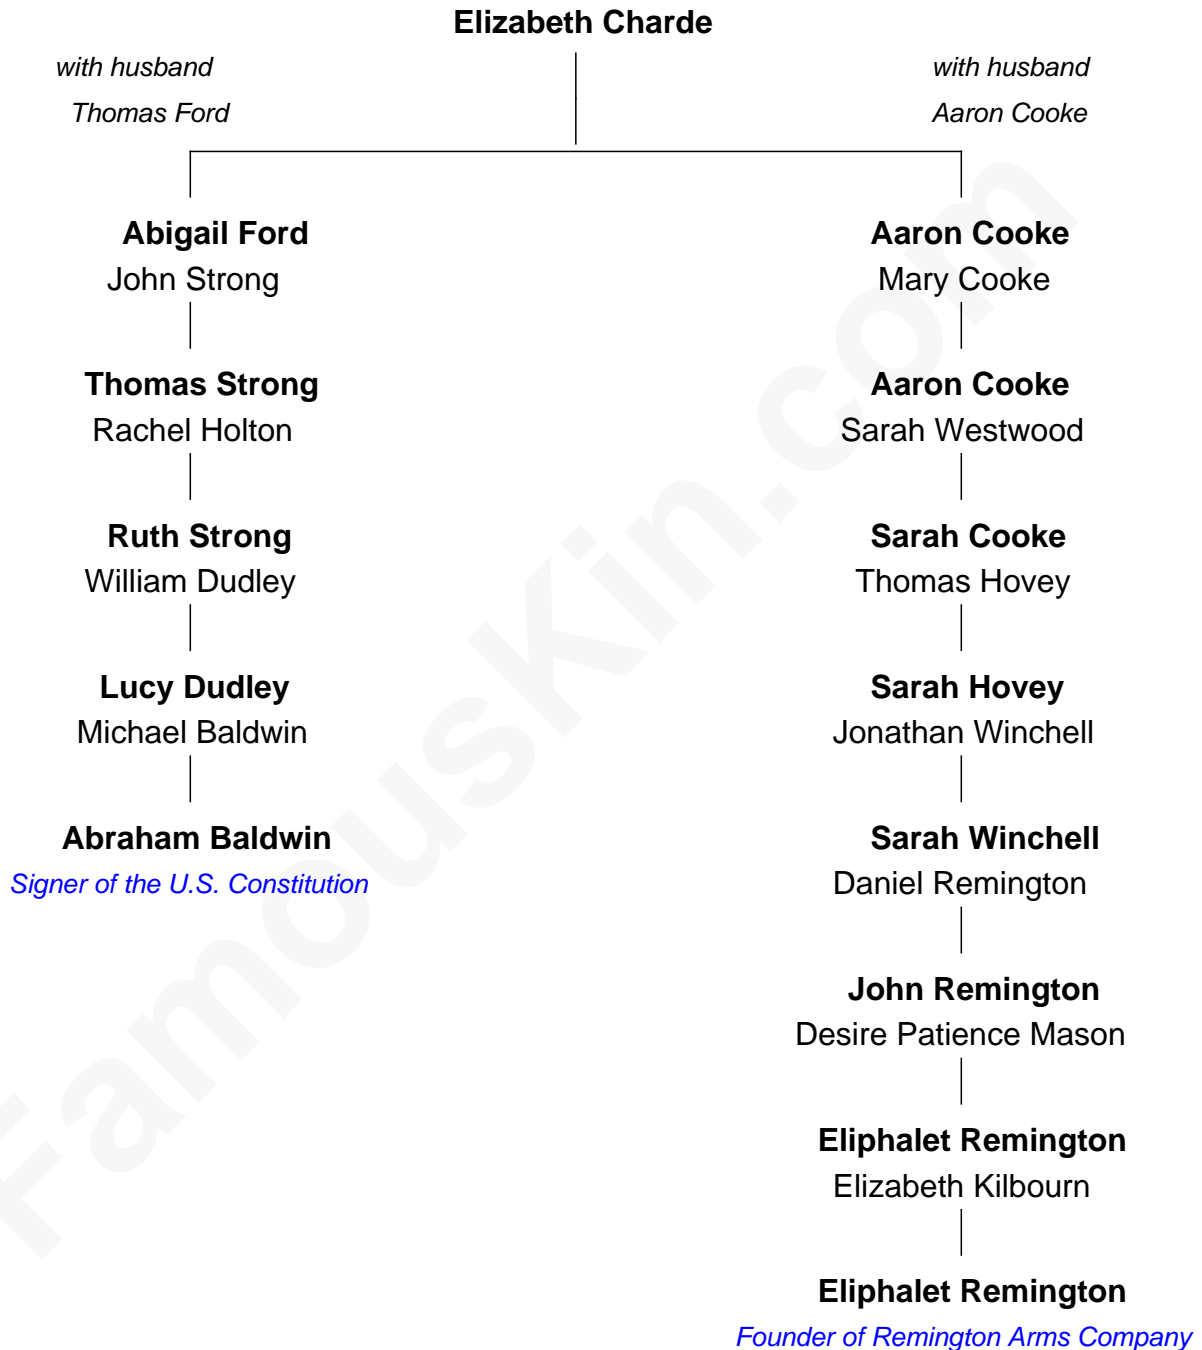 Elizabeth Charde
with husband
Thomas Ford
with husband
Aaron Cooke
Abigail Ford
John Strong
Thomas Strong
Rachel Holton
Ruth Strong
William Dudley
Lucy Dudley
Michael Baldwin
Abraham Baldwin
Signer of the U.S. Constitution
Aaron Cooke
Mary Cooke
Aaron Cooke
Sarah Westwood
Sarah Cooke
Thomas Hovey
Sarah Hovey
Jonathan Winchell
Sarah Winchell
Daniel Remington
John Remington
Desire Patience Mason
Eliphalet Remington
Elizabeth Kilbourn
Eliphalet Remington
Founder of Remington Arms Company
FamousKin.com